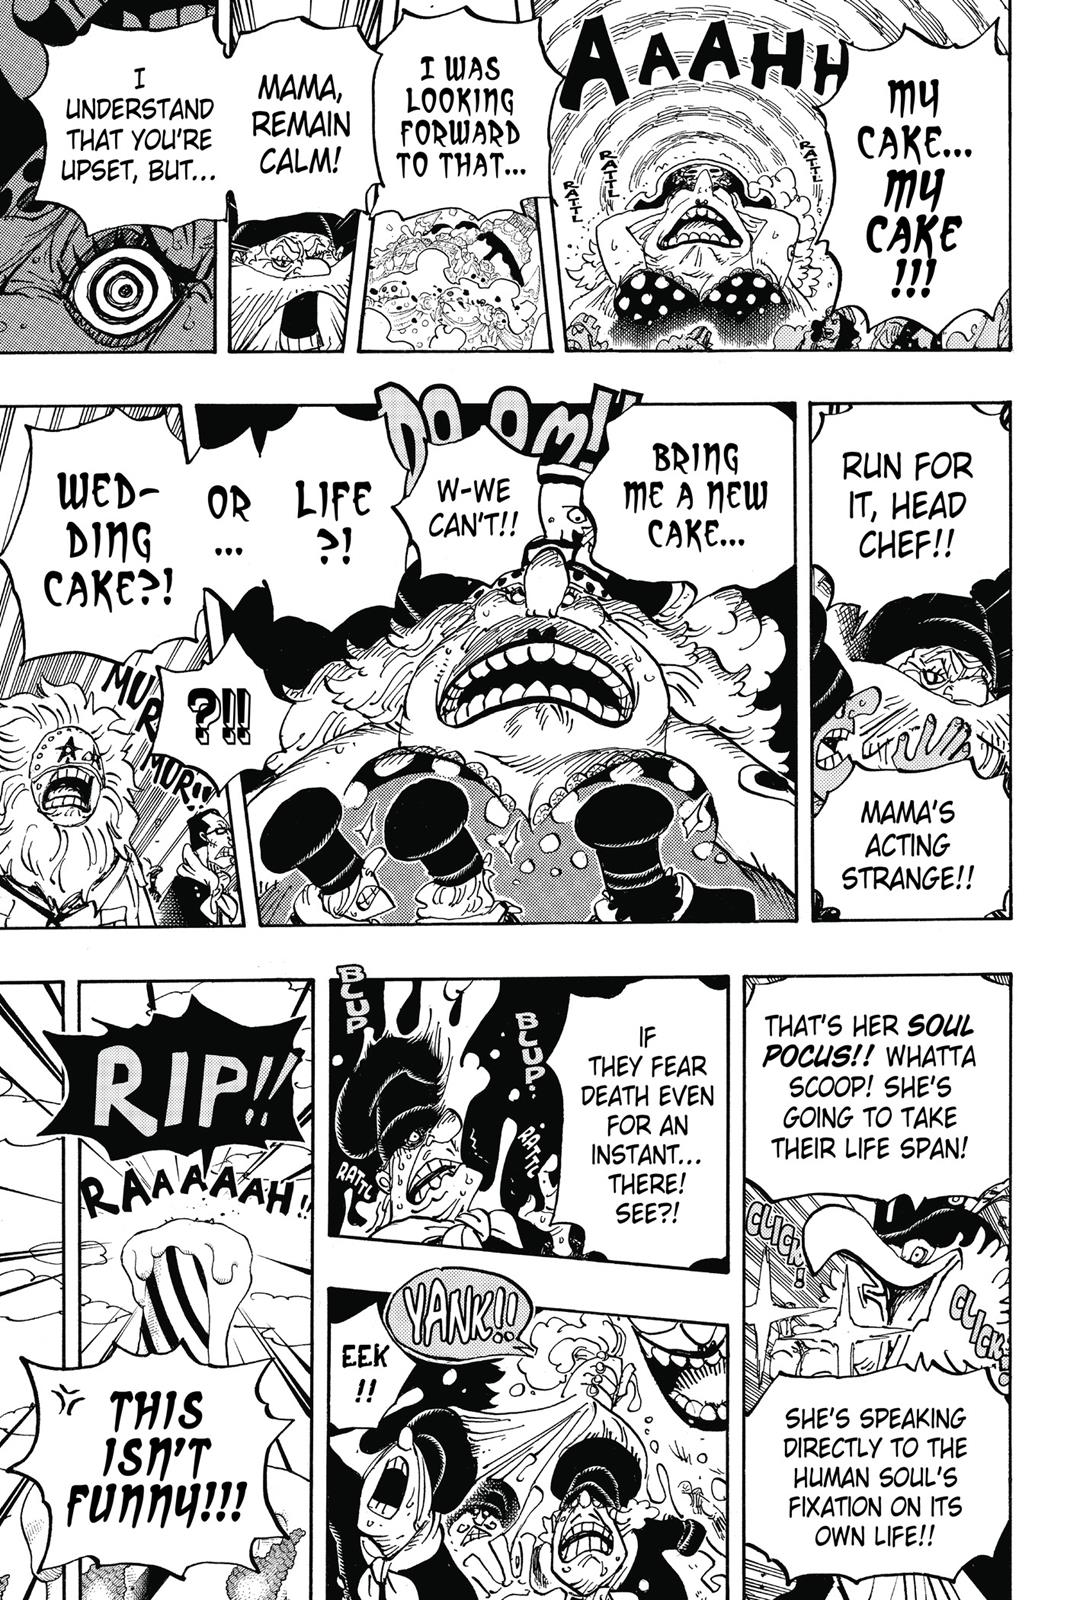 MY
CAKE...
MY
CAKE
!!!
AAAHH
RATTL
RATTL
RATTL
I WAS
LOOKING
FORWARD
TO THAT...
MAMA,
REMAIN
CALM!
I
UNDERSTAND
THAT YOU'RE
UPSET, BUT...
RUN FOR
IT, HEAD
CHEF!!
MAMA'S
ACTING
STRANGE!!
DOOM!!
BRING
ME A NEW
CAKE...
W-WE
CAN'T!!
LIFE
?!
OR
...
WED-
DING
CAKE?!
?!!
MUR
MUR!!
THAT'S HER SOUL
POCUS!! WHATTA
SCOOP! SHE'S
GOING TO TAKE
THEIR LIFE SPAN!
CLICK!
CLICK!
SHE'S SPEAKING
DIRECTLY TO THE
HUMAN SOUL'S
FIXATION ON ITS
OWN LIFE!!
IF
THEY FEAR
DEATH EVEN
FOR AN
INSTANT...
THERE!
SEE?!
BLUP
BLUP
RATTL
RATTL
YANK!!
EEK
!!
RIP!!
RAAAAAAH!!
THIS
ISN'T
FUNNY!!!